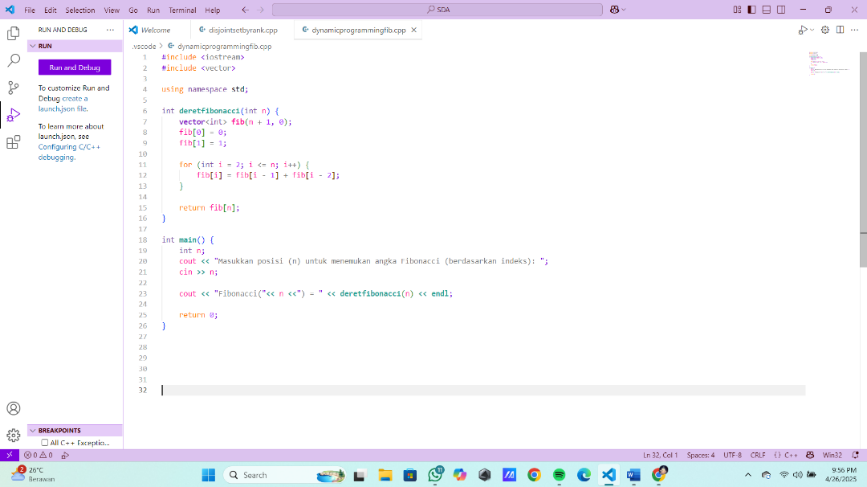 File Edit Selection View Go Run Terminal Help
SDA
RUN AND DEBUG ...
Welcome
disjointsetbyrank.cpp
dynamicprogrammingfib.cpp
RUN
.vscode > dynamicprogrammingfib.cpp
Run and Debug
To customize Run and
Debug create a
launch.json file.
To learn more about
launch.json, see
Configuring C/C++
debugging.
1 #include <iostream>
2 #include <vector>
3
4 using namespace std;
5
6 int deretfibonacci(int n) {
7 vector<int> fib(n + 1, 0);
8 fib[0] = 0;
9 fib[1] = 1;
10
11 for (int i = 2; i <= n; i++) {
12 fib[i] = fib[i - 1] + fib[i - 2];
13 }
14
15 return fib[n];
16 }
17
18 int main() {
19 int n;
20 cout << "Masukkan posisi (n) untuk menemukan angka Fibonacci (berdasarkan indeks): ";
21 cin >> n;
22
23 cout << "Fibonacci("<< n <<") = " << deretfibonacci(n) << endl;
24
25 return 0;
26 }
27
28
29
30
31
32
BREAKPOINTS
All C++ Exceptio...
0 0
Ln 32, Col 1 Spaces: 4 UTF-8 CRLF {} C++ Win32
2
26°C
Berawan
Search
9:56 PM
4/26/2025